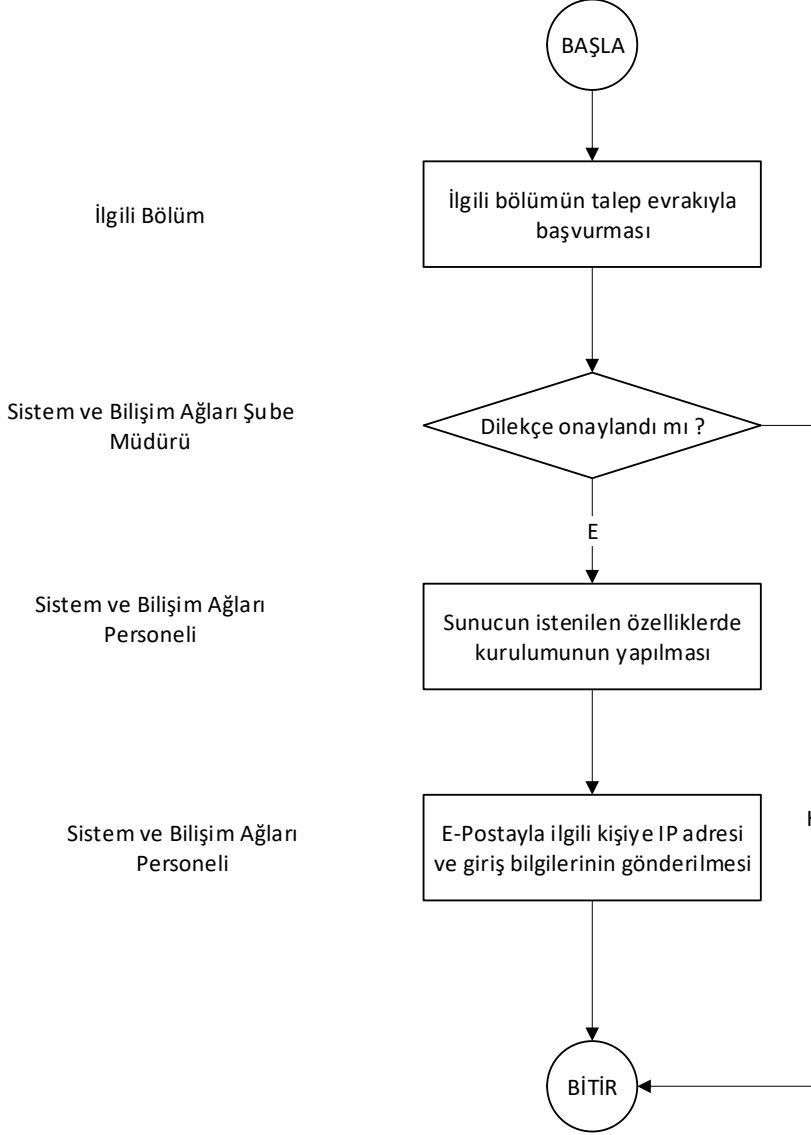 BAŞLA
İlgili Bölüm
İlgili bölümün talep evrakıyla
başvurması
Sistem ve Bilişim Ağları Şube
Müdürü
Dilekçe onaylandı mı ?
E
Sistem ve Bilişim Ağları
Personeli
Sunucun istenilen özelliklerde
kurulumunun yapılması
Sistem ve Bilişim Ağları
Personeli
E-Postayla ilgili kişiye IP adresi
ve giriş bilgilerinin gönderilmesi
BİTİR